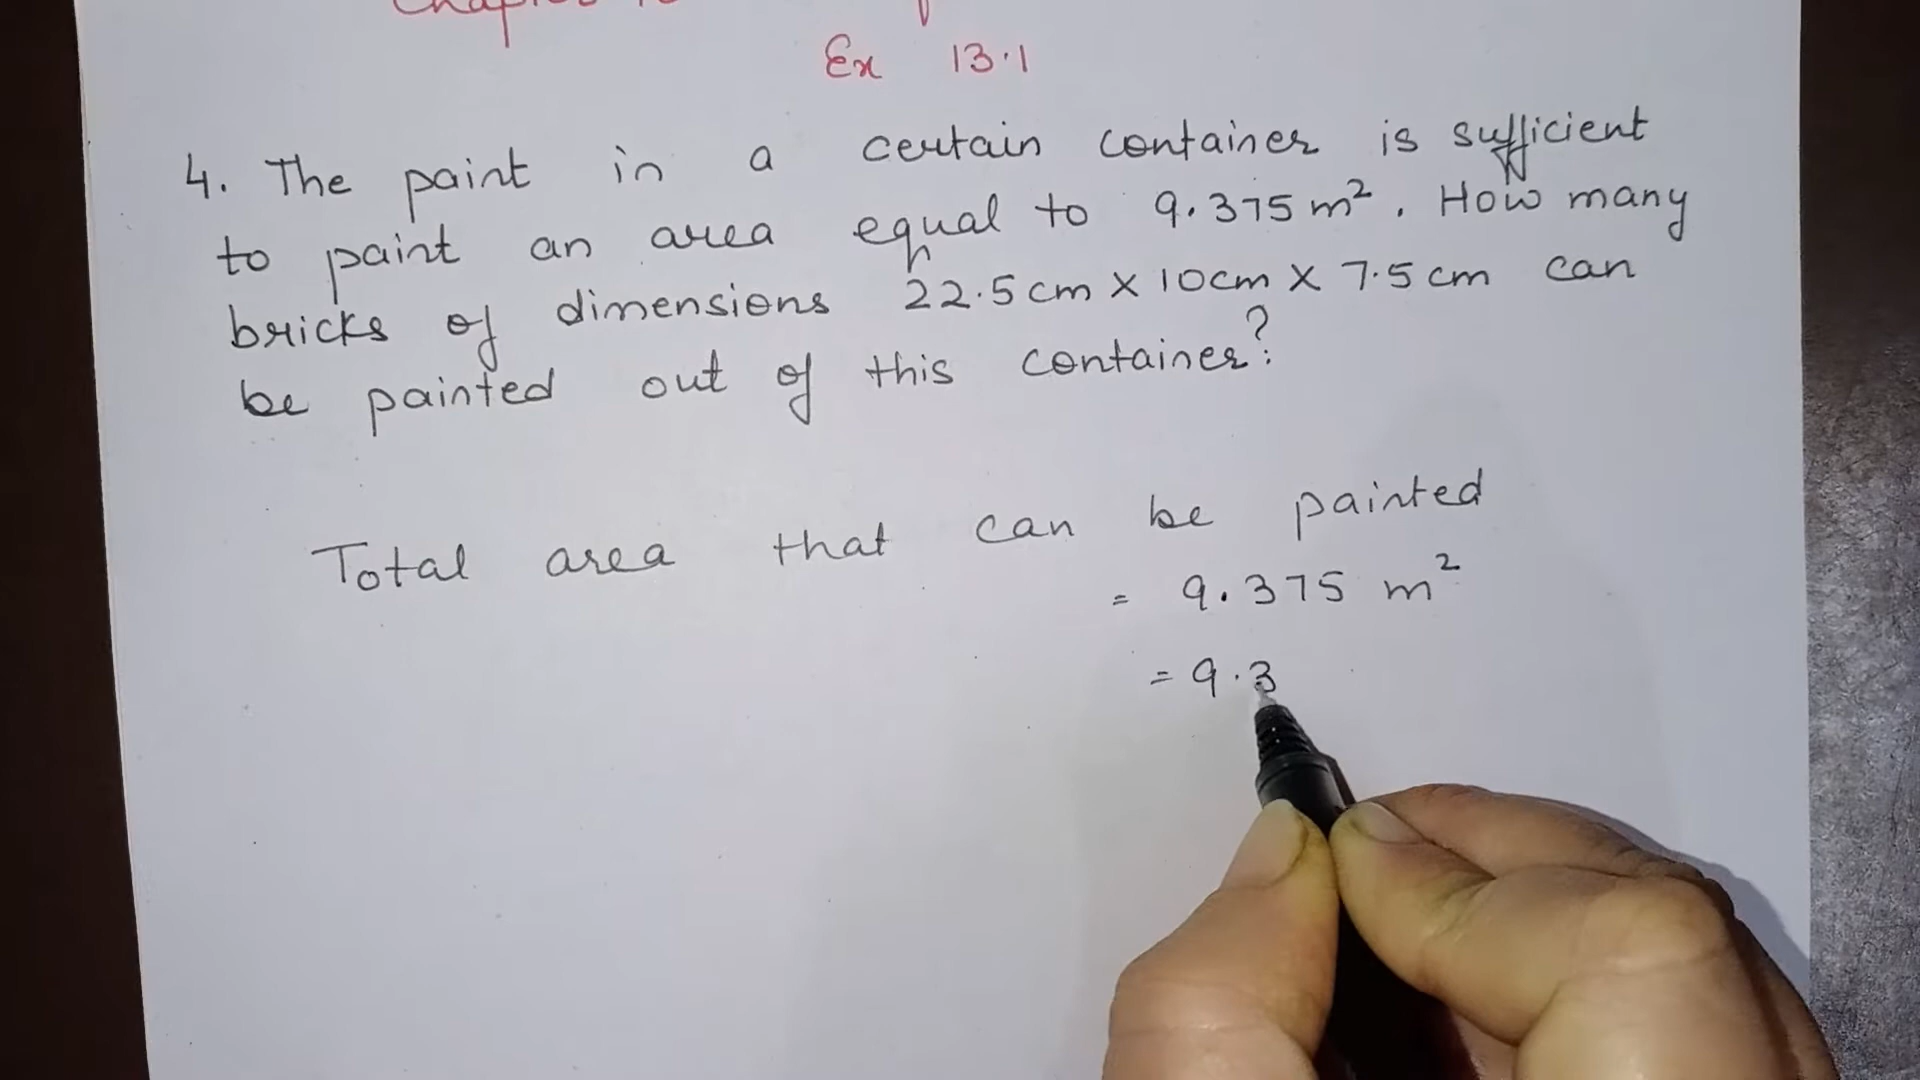 Ex 13.1
4. The paint in a certain container is sufficient
to paint an area equal to 9.375 m². How many
bricks of dimensions 22.5 cm × 10 cm × 7.5 cm can
be painted out of this container?
Total area that can be painted
= 9.375 m²
= 9.3